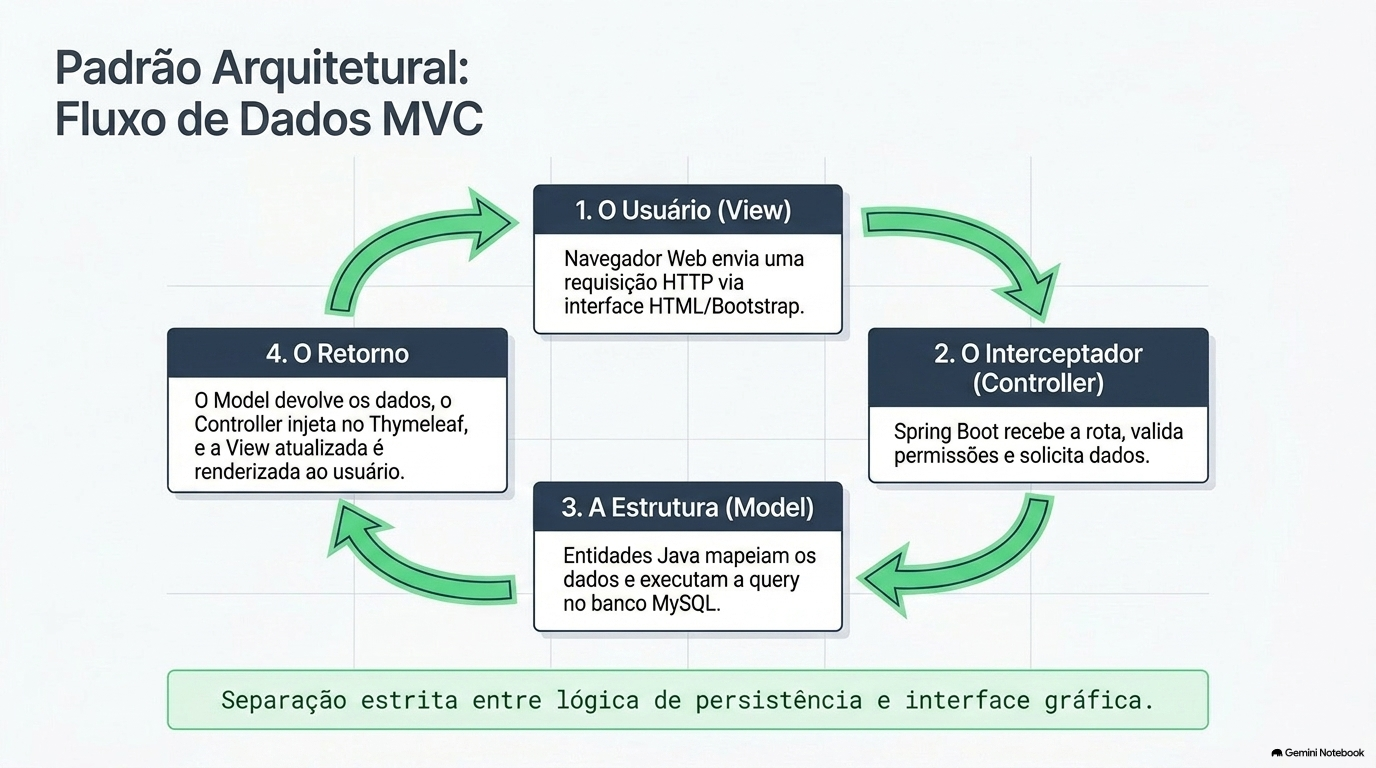 Padrão Arquitetural:
Fluxo de Dados MVC
1. O Usuário (View)
Navegador Web envia uma
requisição HTTP via
interface HTML/Bootstrap.
2. O Interceptador
(Controller)
Spring Boot recebe a rota, valida
permissões e solicita dados.
3. A Estrutura (Model)
Entidades Java mapeiam os
dados e executam a query
no banco MySQL.
4. O Retorno
O Model devolve os dados, o
Controller injeta no Thymeleaf,
e a View atualizada é
renderizada ao usuário.
Separação estrita entre lógica de persistência e interface gráfica.
Gemini Notebook